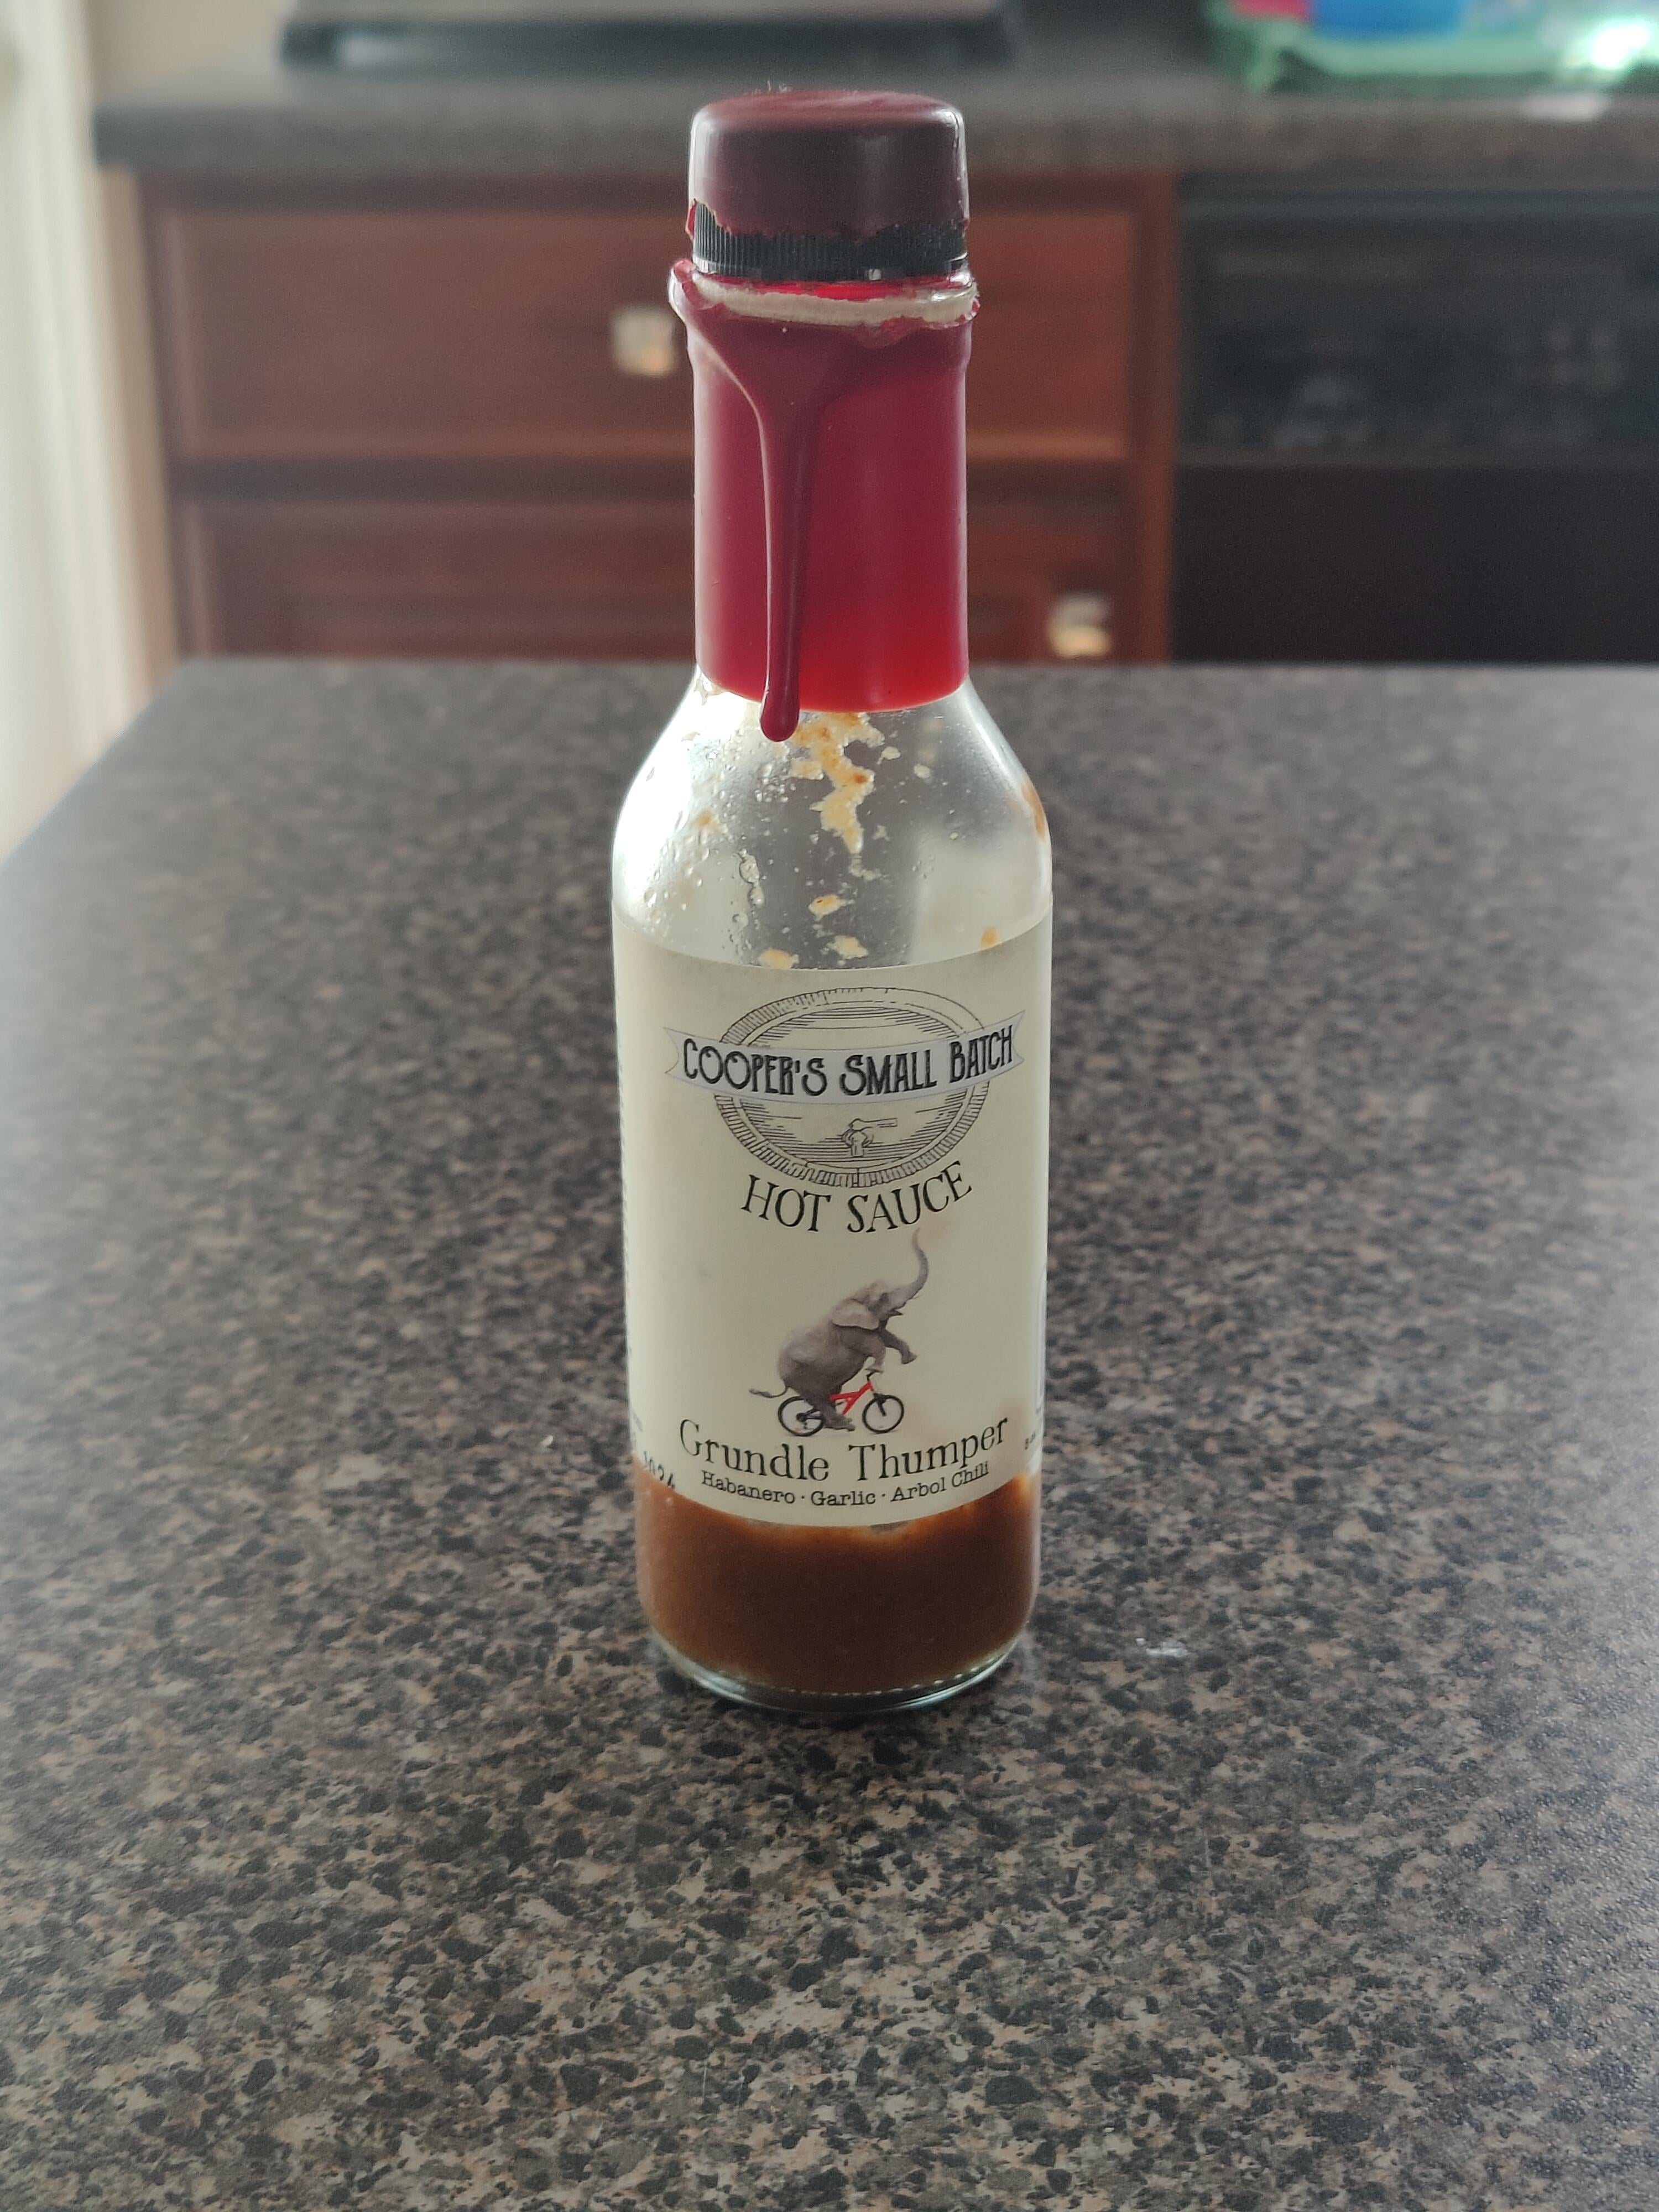 COOPER'S SMALL BATCH
HOT SAUCE
Grundle Thumper
Habanero · Garlic · Arbol Chili